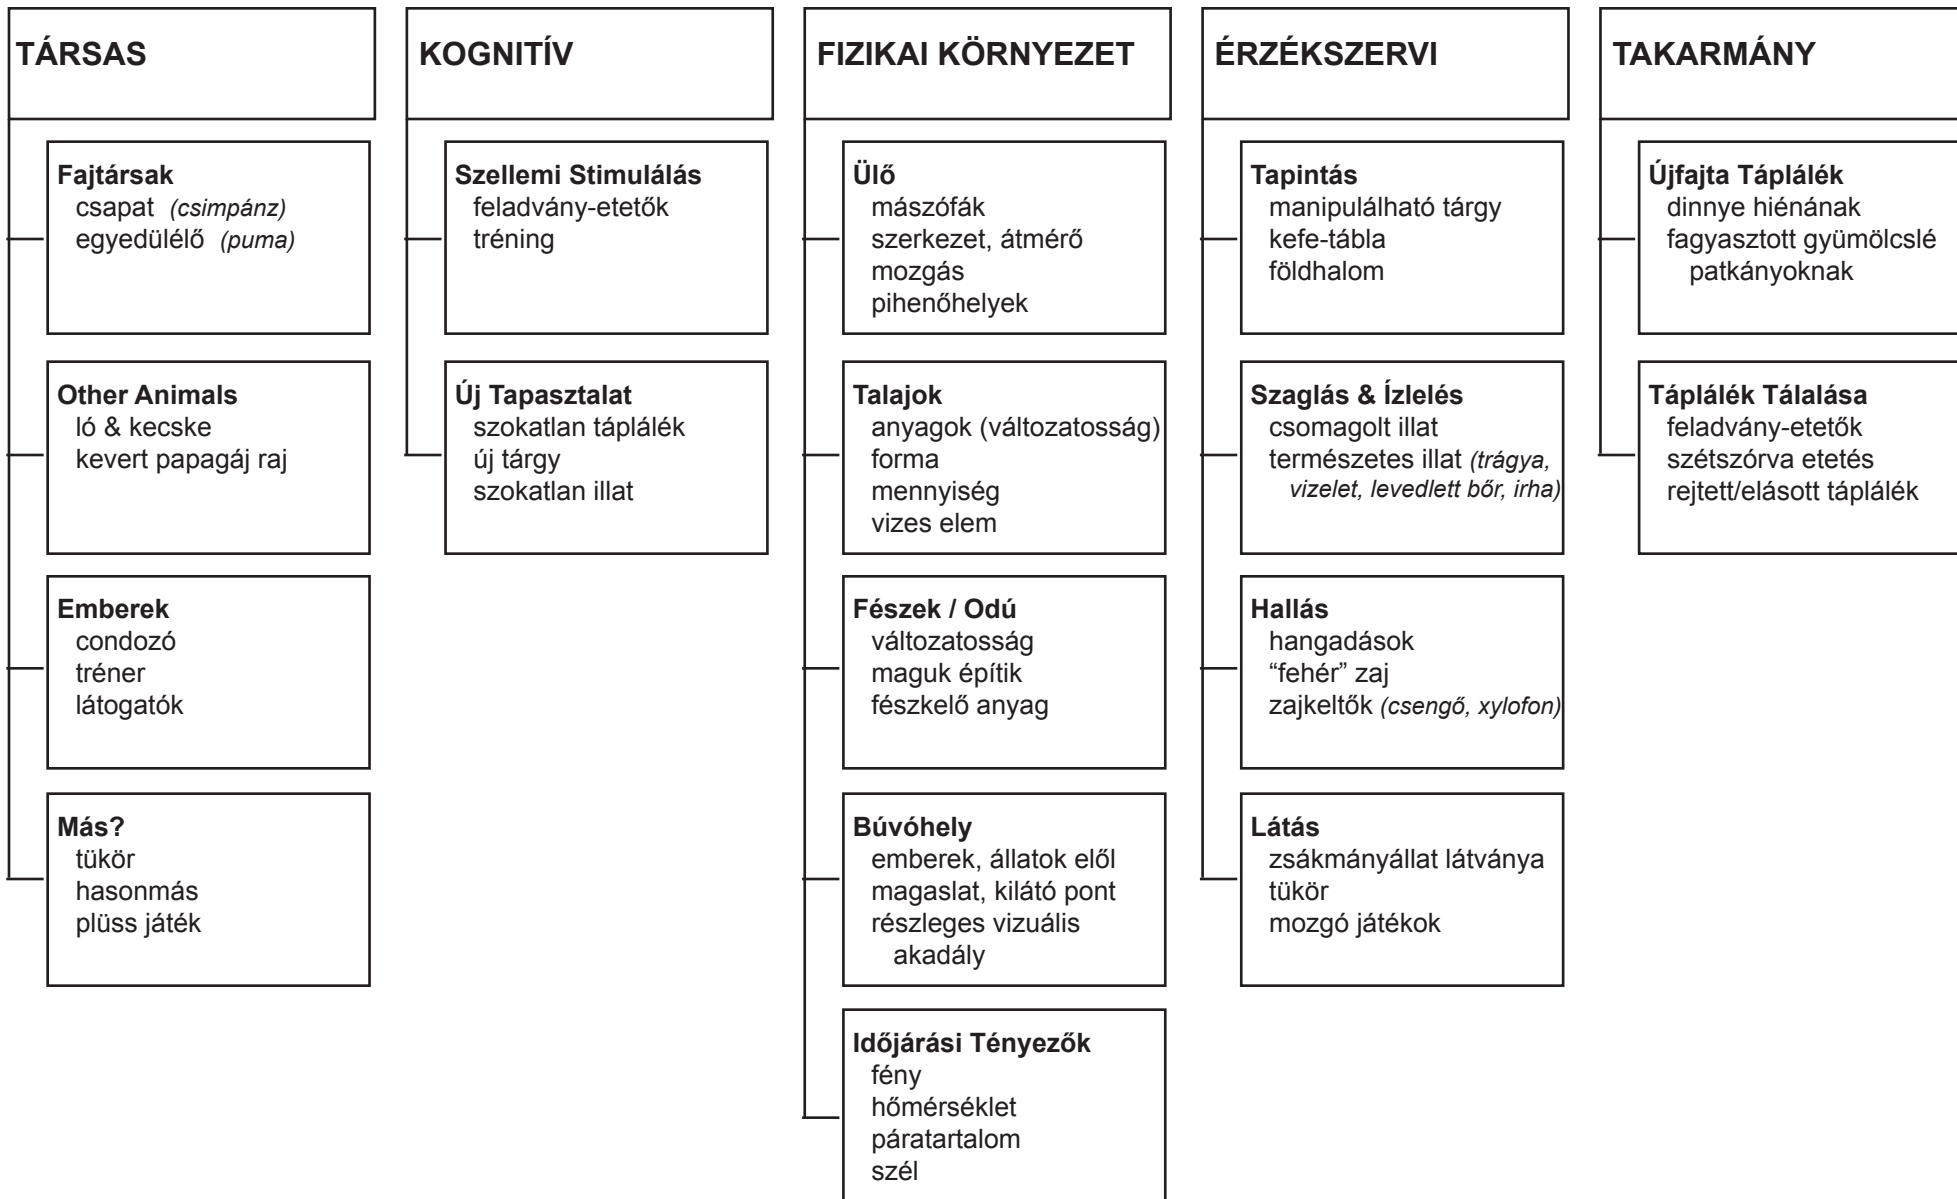 TÁRSAS
Fajtársak
csapat (csimpánz)
egyedülélő (puma)
Other Animals
ló & kecske
kevert papagáj raj
Emberek
condozó
tréner
látogatók
Más?
tükör
hasonmás
plüss játék
KOGNITÍV
Szellemi Stimulálás
feladvány-etetők
tréning
Új Tapasztalat
szokatlan táplálék
új tárgy
szokatlan illat
FIZIKAI KÖRNYEZET
Ülő
mászófák
szerkezet, átmérő
mozgás
pihenőhelyek
Talajok
anyagok (változatosság)
forma
mennyiség
vizes elem
Fészek / Odú
változatosság
maguk építik
fészkelő anyag
Búvóhely
emberek, állatok elől
magaslat, kilátó pont
részleges vizuális
akadály
Időjárási Tényezők
fény
hőmérséklet
páratartalom
szél
ÉRZÉKSZERVI
Tapintás
manipulálható tárgy
kefe-tábla
földhalom
Szaglás & Ízlelés
csomagolt illat
természetes illat (trágya,
vizelet, levedlett bőr, irha)
Hallás
hangadások
“fehér” zaj
zajkeltők (csengő, xylofon)
Látás
zsákmányállat látványa
tükör
mozgó játékok
TAKARMÁNY
Újfajta Táplálék
dinnye hiénának
fagyasztott gyümölcslé
patkányoknak
Táplálék Tálalása
feladvány-etetők
szétszórva etetés
rejtett/elásott táplálék